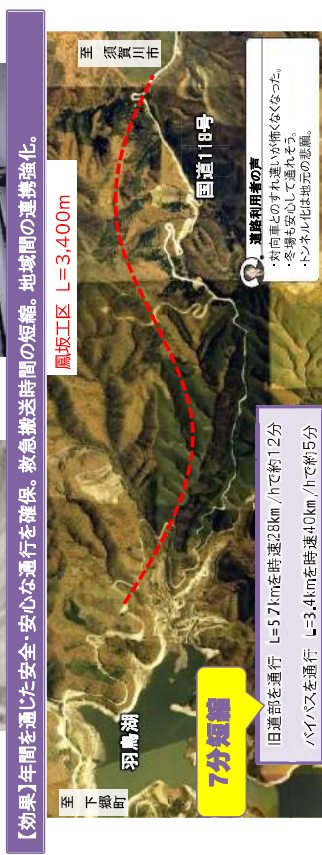 【効果】年間を通じた安全・安心な通行を確保。救急搬送時間の短縮。地域間の連携強化。
至 須賀川市
鳳坂工区 L=3,400m
国道118号
道路利用者の声
・対向車とのすれ違いが怖くなくなった。
・冬場も安心して通れそう。
・トンネル化は地元の悲願。
羽鳥湖
至 下郷町
7分短縮
旧道部を通行 L=5.7kmを時速28km/hで約12分
バイパスを通行 L=3.4kmを時速40km/hで約5分